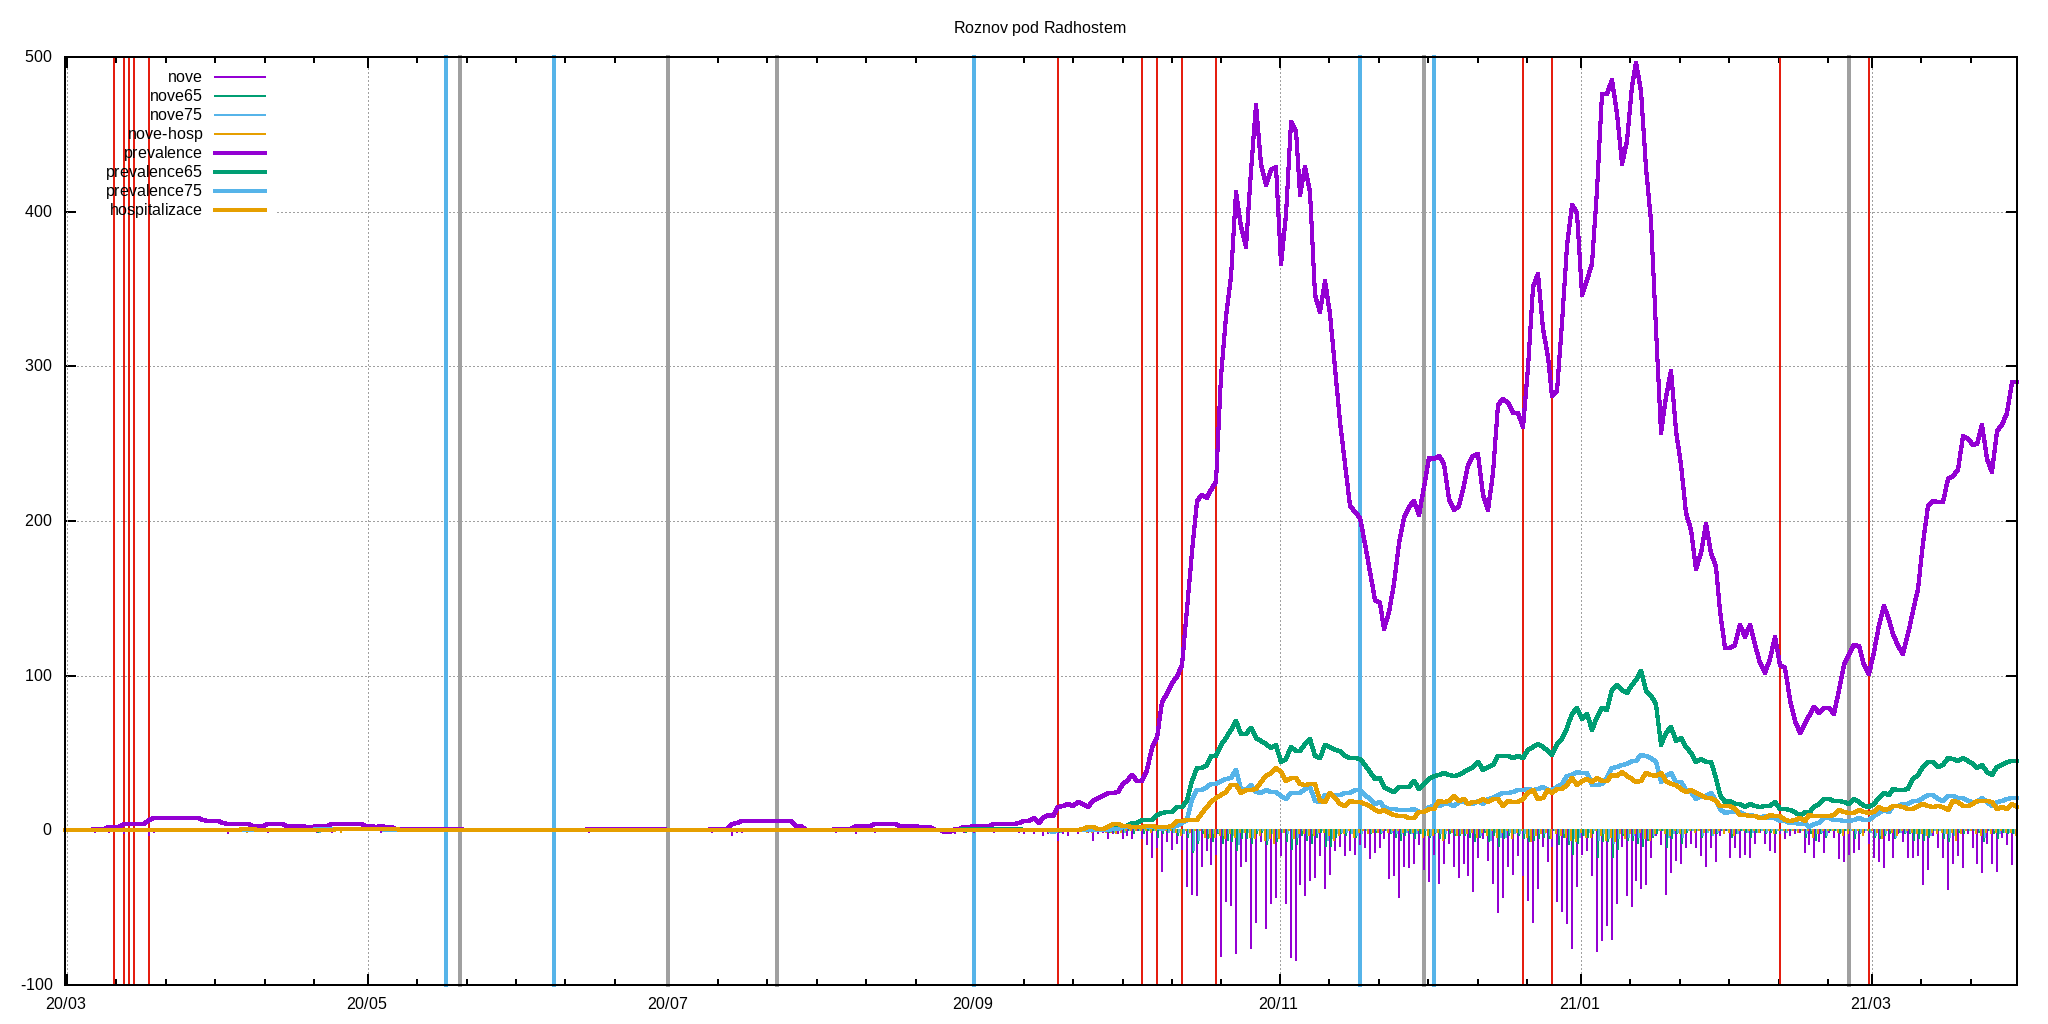 Roznov pod Radhostem
500
400
300
200
100
0
-100
nove
nove65
nove75
nove-hosp
prevalence
prevalence65
prevalence75
hospitalizace
20/03 20/05 20/07 20/09 20/11 21/01 21/03